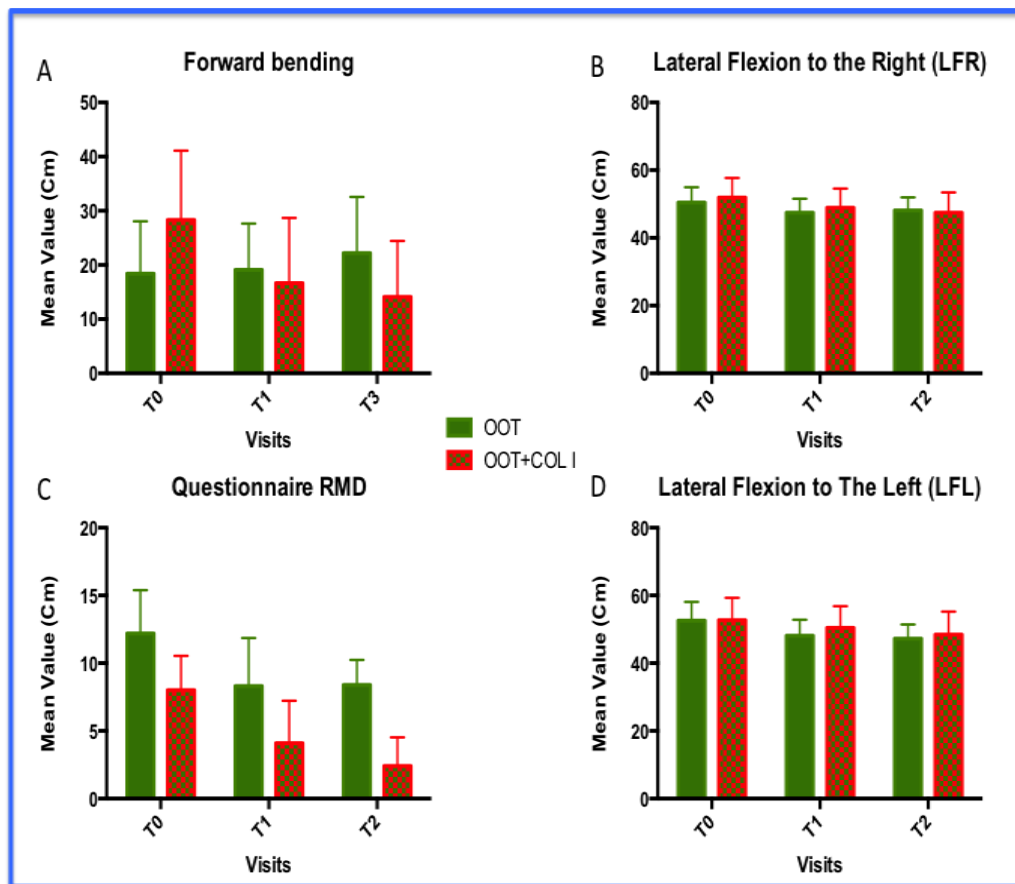 A
Forward bending
Mean Value (Cm)
50
40
30
20
10
0
T0
T1
T3
Visits
B
Lateral Flexion to the Right (LFR)
Mean Value (Cm)
80
60
40
20
0
T0
T1
T2
Visits
OOT
OOT+COL I
C
Questionnaire RMD
Mean Value (Cm)
20
15
10
5
0
T0
T1
T2
Visits
D
Lateral Flexion to The Left (LFL)
Mean Value (Cm)
80
60
40
20
0
T0
T1
T2
Visits